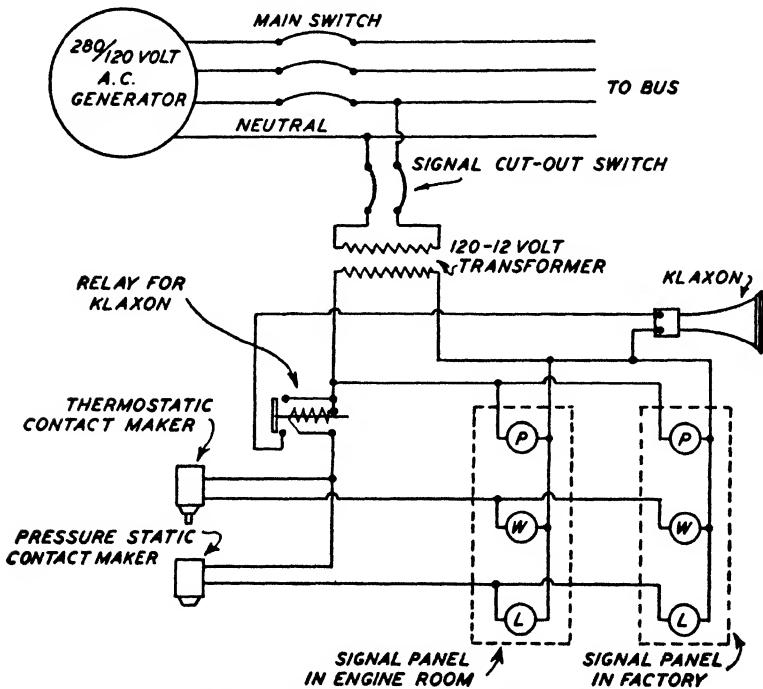 MAIN SWITCH
280/120 VOLT
A.C.
GENERATOR
TO BUS
NEUTRAL
SIGNAL CUT-OUT SWITCH
120-12 VOLT
TRANSFORMER
RELAY FOR
KLAXON
KLAXON
THERMOSTATIC
CONTACT MAKER
P
P
W
W
PRESSURE STATIC
CONTACT MAKER
L
L
SIGNAL PANEL
IN ENGINE ROOM
SIGNAL PANEL
IN FACTORY